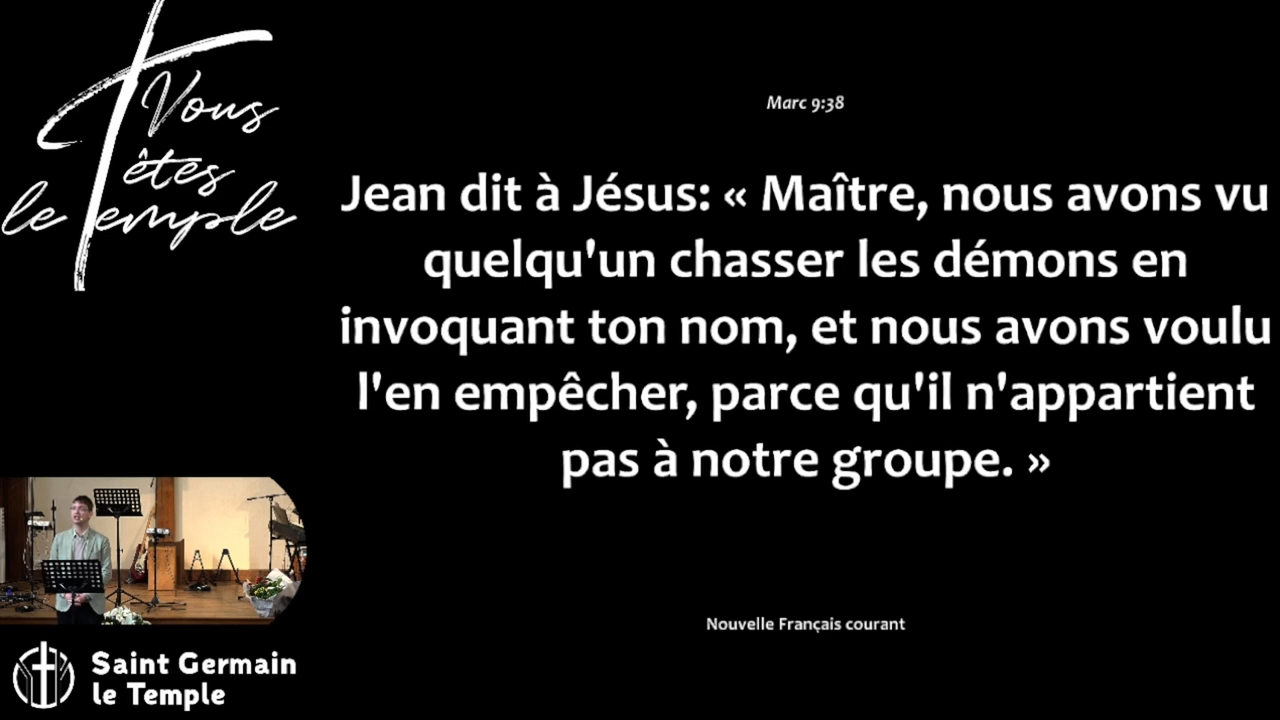 Vous
êtes
le Temple
Marc 9:38
Jean dit à Jésus: « Maître, nous avons vu
quelqu'un chasser les démons en
invoquant ton nom, et nous avons voulu
l'en empêcher, parce qu'il n'appartient
pas à notre groupe. »
Nouvelle Français courant
Saint Germain
le Temple